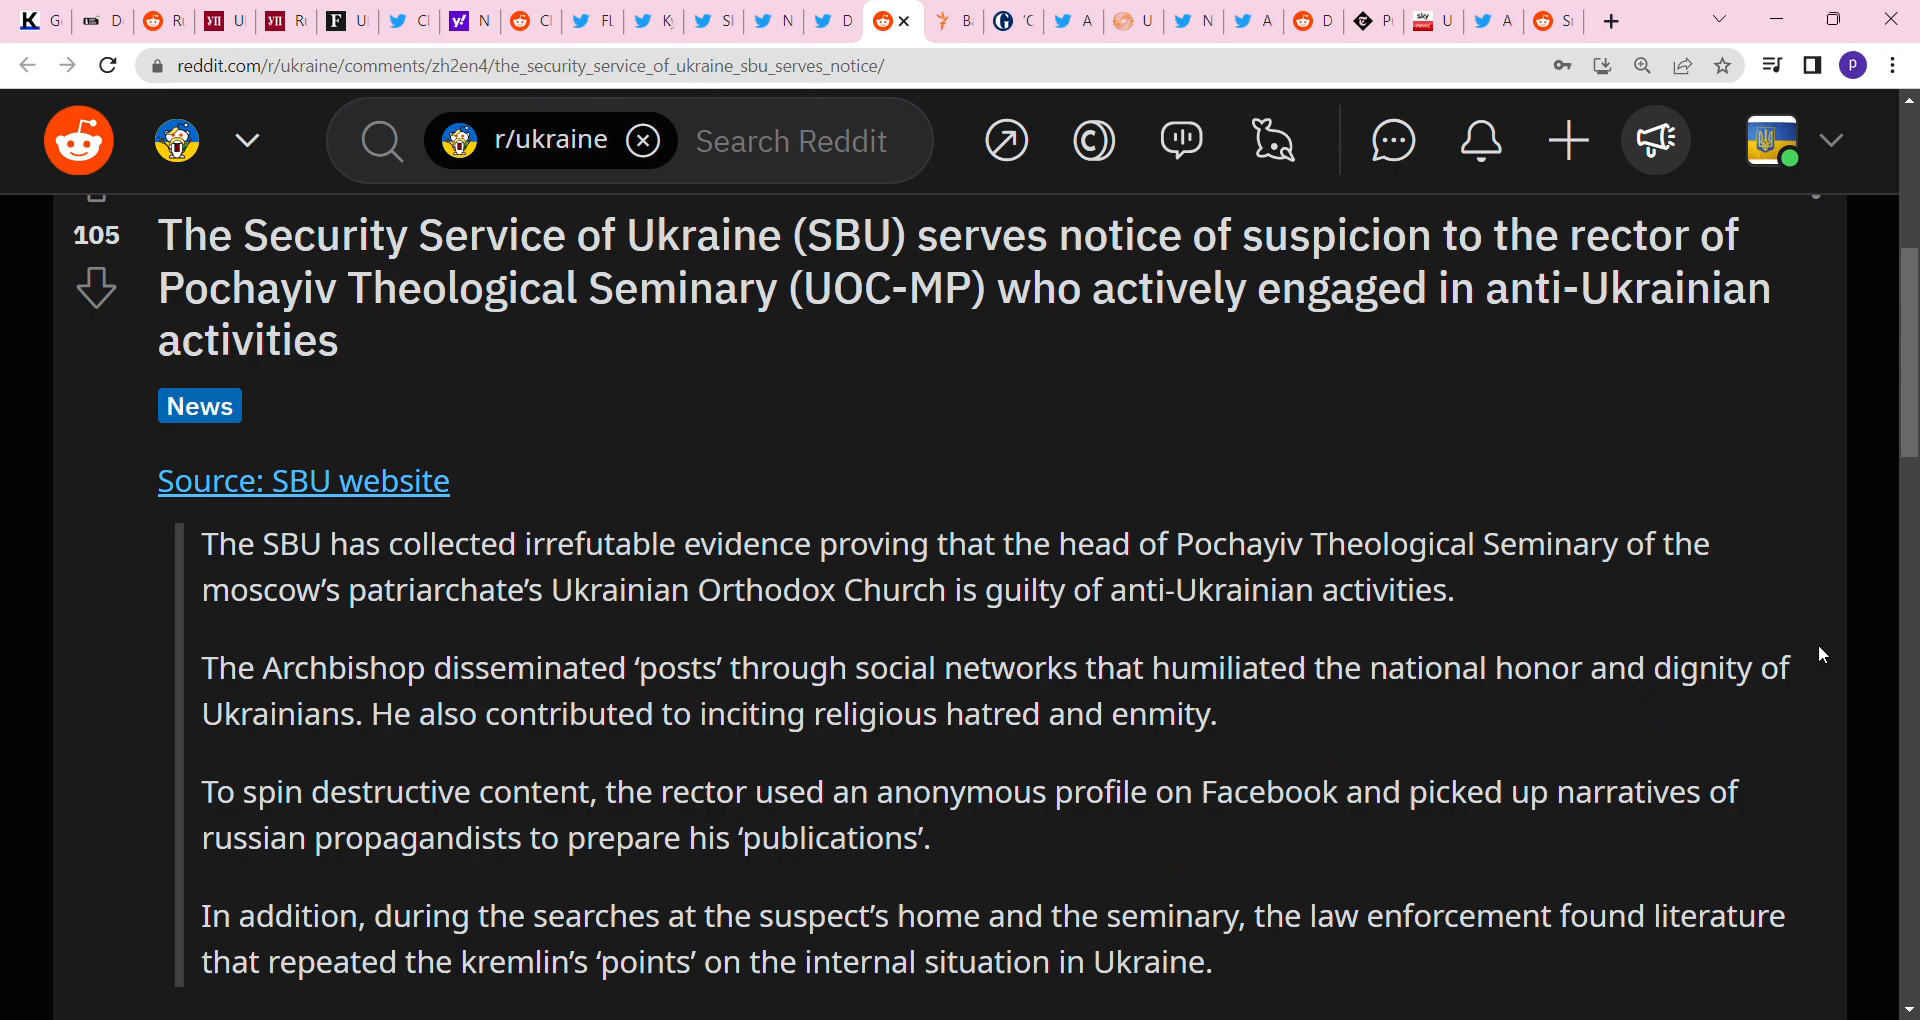 reddit.com/r/ukraine/comments/zh2en4/the_security_service_of_ukraine_sbu_serves_notice/
r/ukraine Search Reddit
105
The Security Service of Ukraine (SBU) serves notice of suspicion to the rector of
Pochayiv Theological Seminary (UOC-MP) who actively engaged in anti-Ukrainian
activities
News
Source: SBU website
The SBU has collected irrefutable evidence proving that the head of Pochayiv Theological Seminary of the
moscow’s patriarchate’s Ukrainian Orthodox Church is guilty of anti-Ukrainian activities.
The Archbishop disseminated ‘posts’ through social networks that humiliated the national honor and dignity of
Ukrainians. He also contributed to inciting religious hatred and enmity.
To spin destructive content, the rector used an anonymous profile on Facebook and picked up narratives of
russian propagandists to prepare his ‘publications’.
In addition, during the searches at the suspect’s home and the seminary, the law enforcement found literature
that repeated the kremlin’s ‘points’ on the internal situation in Ukraine.